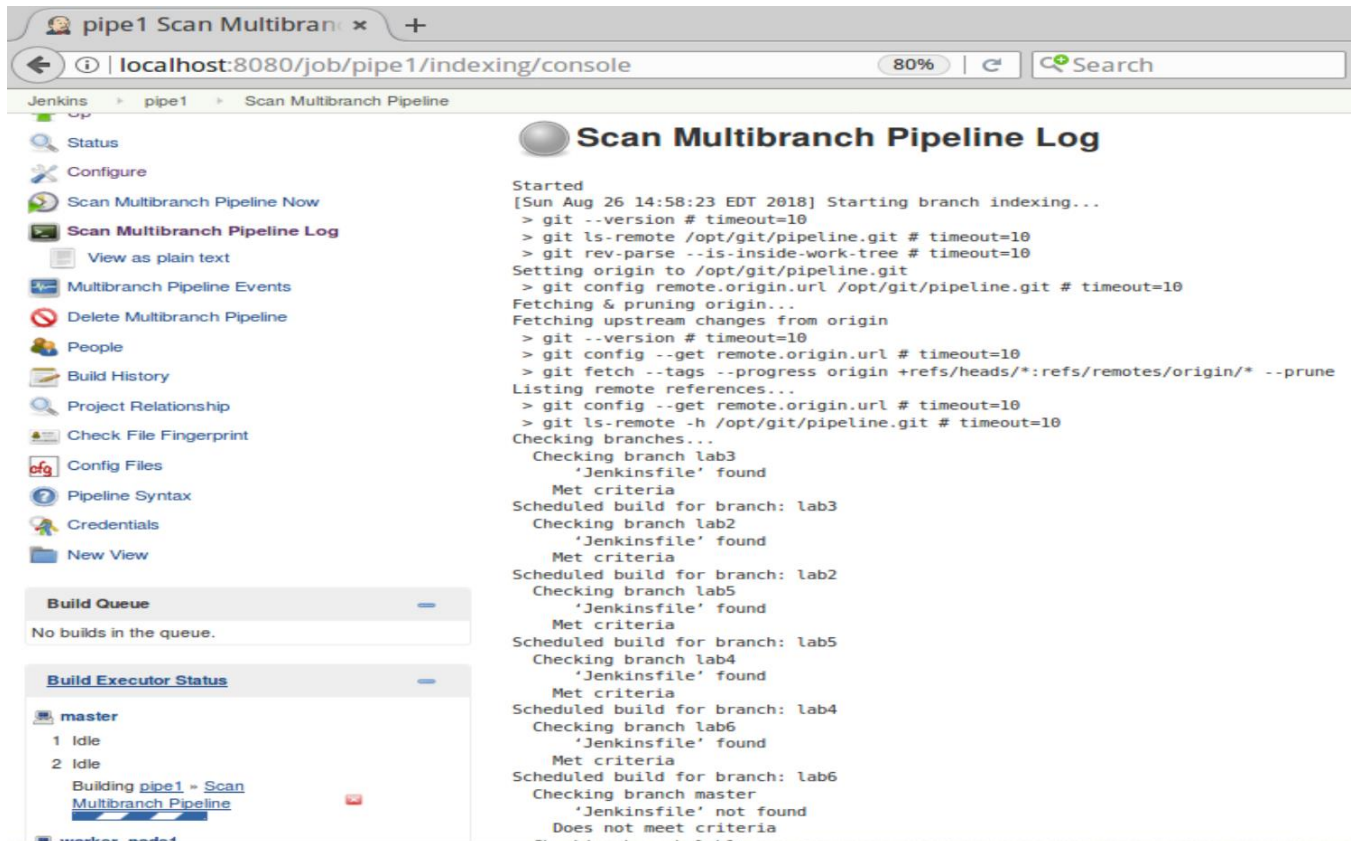 pipe1 Scan Multibran
localhost:8080/job/pipe1/indexing/console
80%
Search
Jenkins pipe1 Scan Multibranch Pipeline
Up
Status
Configure
Scan Multibranch Pipeline Now
Scan Multibranch Pipeline Log
View as plain text
Multibranch Pipeline Events
Delete Multibranch Pipeline
People
Build History
Project Relationship
Check File Fingerprint
cfg Config Files
Pipeline Syntax
Credentials
New View
Build Queue
No builds in the queue.
Build Executor Status
master
1 Idle
2 Idle
Building pipe1 » Scan
Multibranch Pipeline
Scan Multibranch Pipeline Log
Started
[Sun Aug 26 14:58:23 EDT 2018] Starting branch indexing...
> git --version # timeout=10
> git ls-remote /opt/git/pipeline.git # timeout=10
> git rev-parse --is-inside-work-tree # timeout=10
Setting origin to /opt/git/pipeline.git
> git config remote.origin.url /opt/git/pipeline.git # timeout=10
Fetching & pruning origin...
Fetching upstream changes from origin
> git --version # timeout=10
> git config --get remote.origin.url # timeout=10
> git fetch --tags --progress origin +refs/heads/*:refs/remotes/origin/* --prune
Listing remote references...
> git config --get remote.origin.url # timeout=10
> git ls-remote -h /opt/git/pipeline.git # timeout=10
Checking branches...
Checking branch lab3
‘Jenkinsfile’ found
Met criteria
Scheduled build for branch: lab3
Checking branch lab2
‘Jenkinsfile’ found
Met criteria
Scheduled build for branch: lab2
Checking branch lab5
‘Jenkinsfile’ found
Met criteria
Scheduled build for branch: lab5
Checking branch lab4
‘Jenkinsfile’ found
Met criteria
Scheduled build for branch: lab4
Checking branch lab6
‘Jenkinsfile’ found
Met criteria
Scheduled build for branch: lab6
Checking branch master
‘Jenkinsfile’ not found
Does not meet criteria